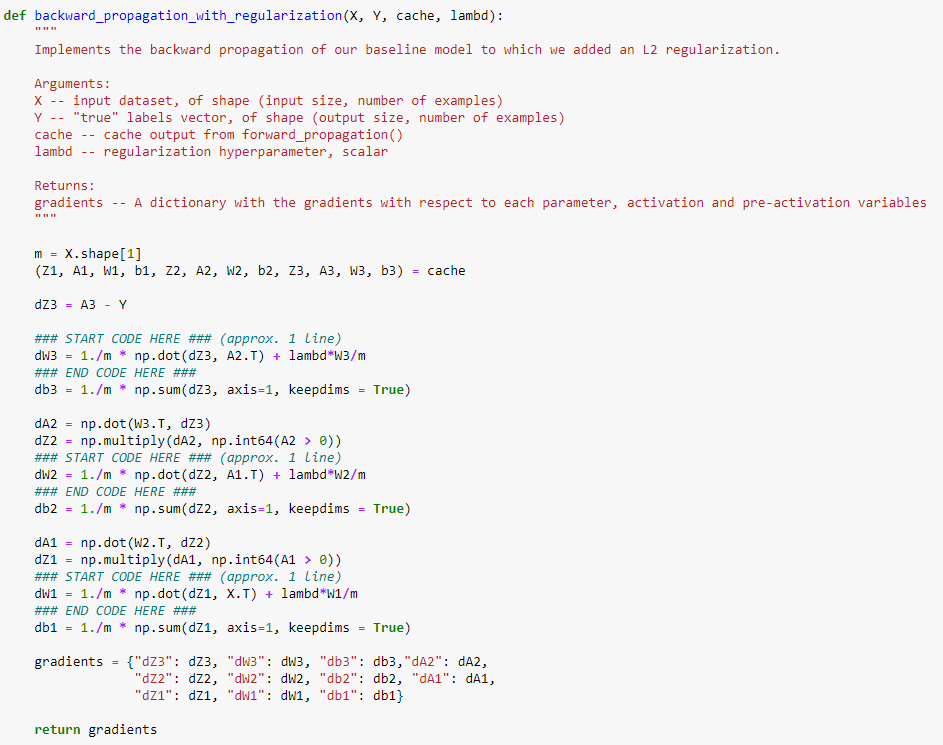 def backward_propagation_with_regularization(X, Y, cache, lambd):
    """
    Implements the backward propagation of our baseline model to which we added an L2 regularization.

    Arguments:
    X -- input dataset, of shape (input size, number of examples)
    Y -- "true" labels vector, of shape (output size, number of examples)
    cache -- cache output from forward_propagation()
    lambd -- regularization hyperparameter, scalar

    Returns:
    gradients -- A dictionary with the gradients with respect to each parameter, activation and pre-activation variables
    """

    m = X.shape[1]
    (Z1, A1, W1, b1, Z2, A2, W2, b2, Z3, A3, W3, b3) = cache

    dZ3 = A3 - Y

    ### START CODE HERE ### (approx. 1 line)
    dW3 = 1./m * np.dot(dZ3, A2.T) + lambd*W3/m
    ### END CODE HERE ###
    db3 = 1./m * np.sum(dZ3, axis=1, keepdims = True)

    dA2 = np.dot(W3.T, dZ3)
    dZ2 = np.multiply(dA2, np.int64(A2 > 0))
    ### START CODE HERE ### (approx. 1 line)
    dW2 = 1./m * np.dot(dZ2, A1.T) + lambd*W2/m
    ### END CODE HERE ###
    db2 = 1./m * np.sum(dZ2, axis=1, keepdims = True)

    dA1 = np.dot(W2.T, dZ2)
    dZ1 = np.multiply(dA1, np.int64(A1 > 0))
    ### START CODE HERE ### (approx. 1 line)
    dW1 = 1./m * np.dot(dZ1, X.T) + lambd*W1/m
    ### END CODE HERE ###
    db1 = 1./m * np.sum(dZ1, axis=1, keepdims = True)

    gradients = {"dZ3": dZ3, "dW3": dW3, "db3": db3,"dA2": dA2,
                 "dZ2": dZ2, "dW2": dW2, "db2": db2, "dA1": dA1,
                 "dZ1": dZ1, "dW1": dW1, "db1": db1}

    return gradients